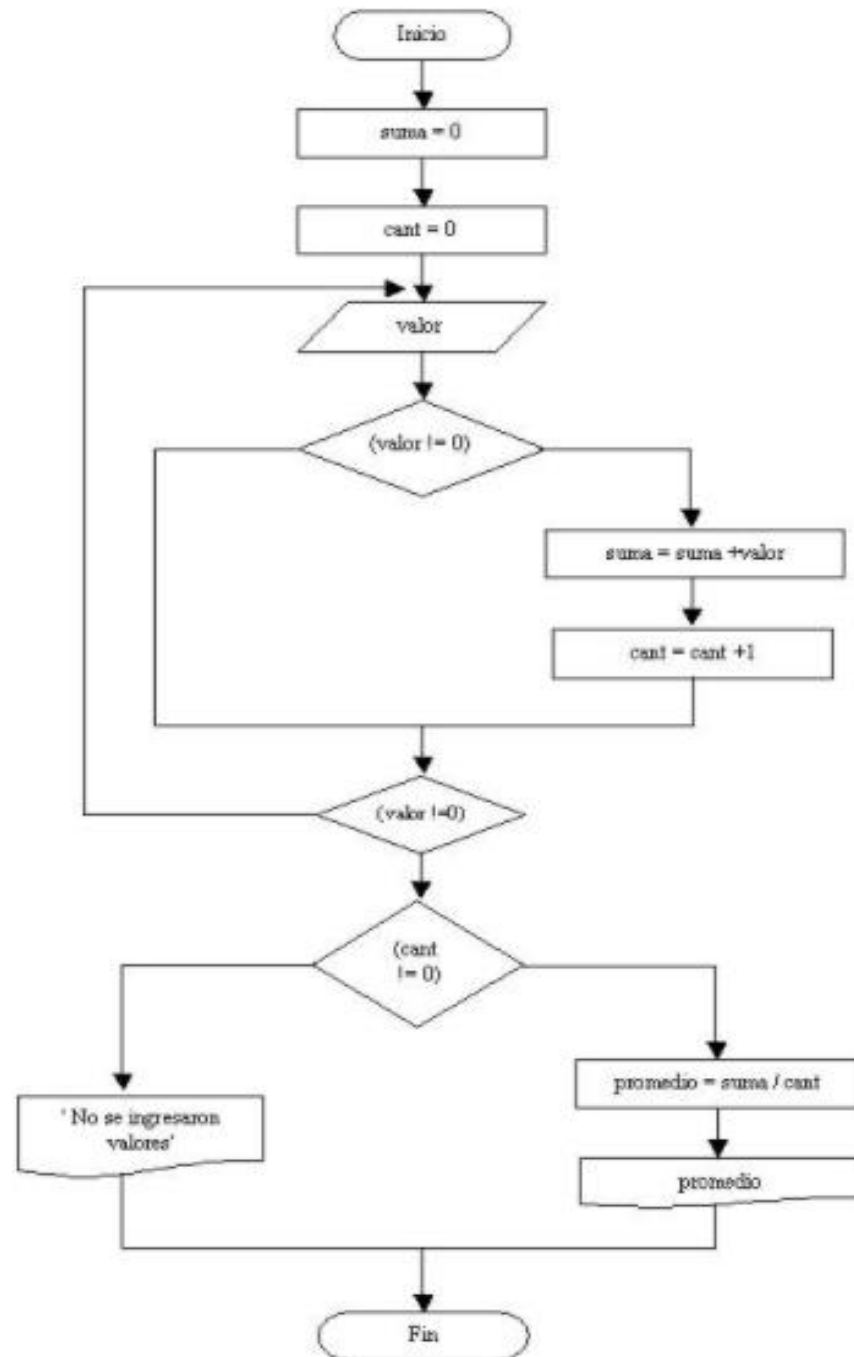 Inicio
suma = 0
cant = 0
valor
(valor != 0)
suma = suma +valor
cant = cant +1
(valor !=0)
(cant
!= 0)
promedio = suma / cant
' No se ingresaron
valores'
promedio
Fin